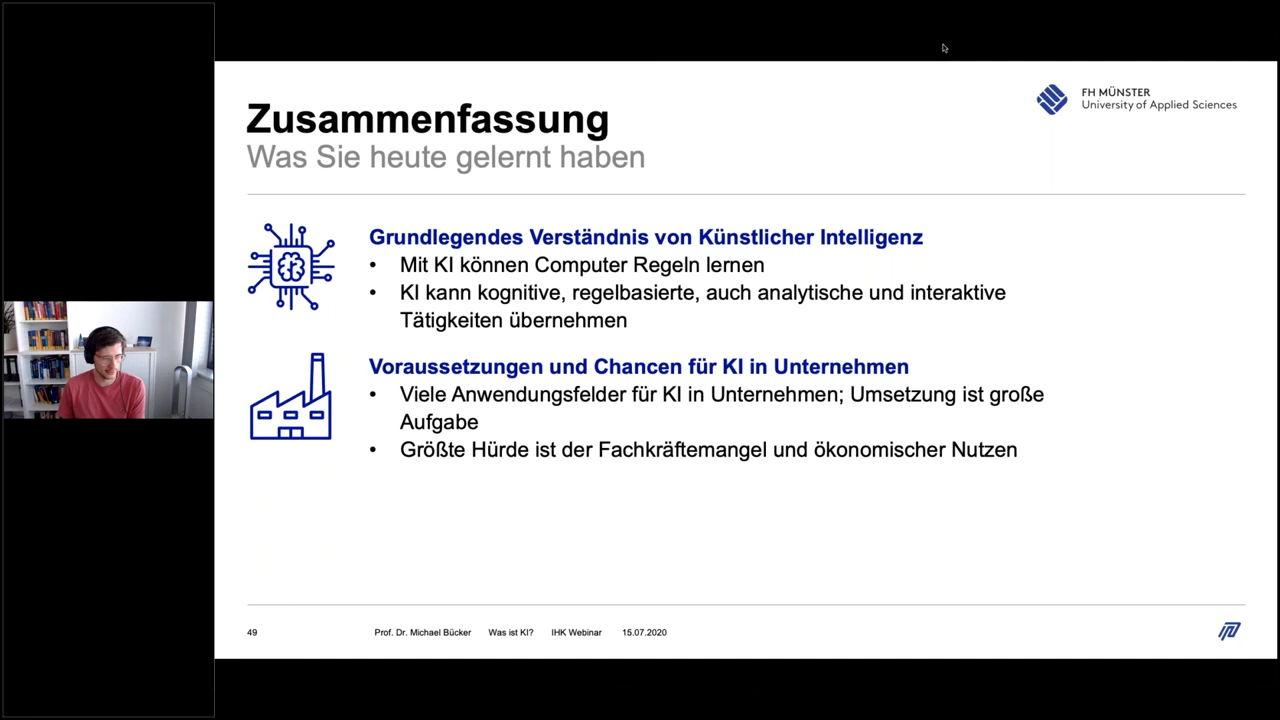 FH MÜNSTER
University of Applied Sciences
Zusammenfassung
Was Sie heute gelernt haben
Grundlegendes Verständnis von Künstlicher Intelligenz
• Mit KI können Computer Regeln lernen
• KI kann kognitive, regelbasierte, auch analytische und interaktive
Tätigkeiten übernehmen
Voraussetzungen und Chancen für KI in Unternehmen
• Viele Anwendungsfelder für KI in Unternehmen; Umsetzung ist große
Aufgabe
• Größte Hürde ist der Fachkräftemangel und ökonomischer Nutzen
49 Prof. Dr. Michael Bücker Was ist KI? IHK Webinar 15.07.2020